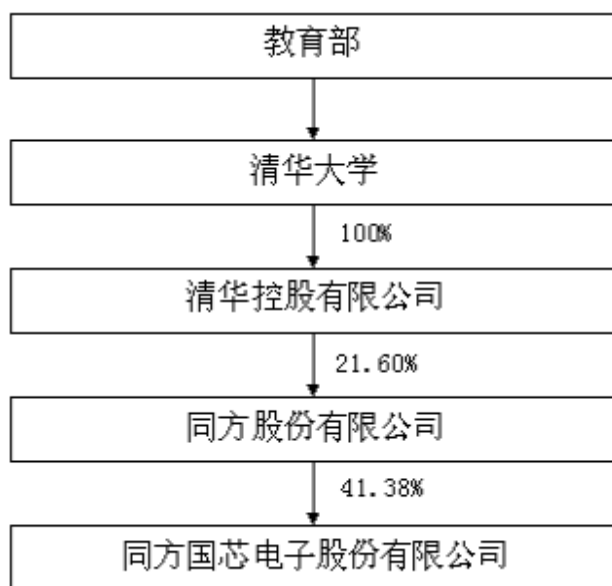 教育部
清华大学
100%
清华控股有限公司
21.60%
同方股份有限公司
41.38%
同方国芯电子股份有限公司